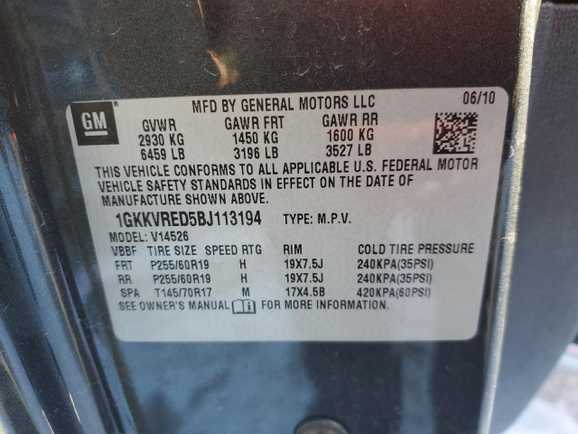 GM
MFD BY GENERAL MOTORS LLC 06/10
GVWR GAWR FRT GAWR RR
2930 KG 1450 KG 1600 KG
6459 LB 3196 LB 3527 LB
THIS VEHICLE CONFORMS TO ALL APPLICABLE U.S. FEDERAL MOTOR
VEHICLE SAFETY STANDARDS IN EFFECT ON THE DATE OF
MANUFACTURE SHOWN ABOVE.
1GKKVRED5BJ113194 TYPE: M.P.V.
MODEL: V14526
VBBF TIRE SIZE SPEED RTG RIM COLD TIRE PRESSURE
FRT P255/60R19 H 19X7.5J 240KPA(35PSI)
RR P255/60R19 H 19X7.5J 240KPA(35PSI)
SPA T145/70R17 M 17X4.5B 420KPA(60PSI)
SEE OWNER'S MANUAL FOR MORE INFORMATION.